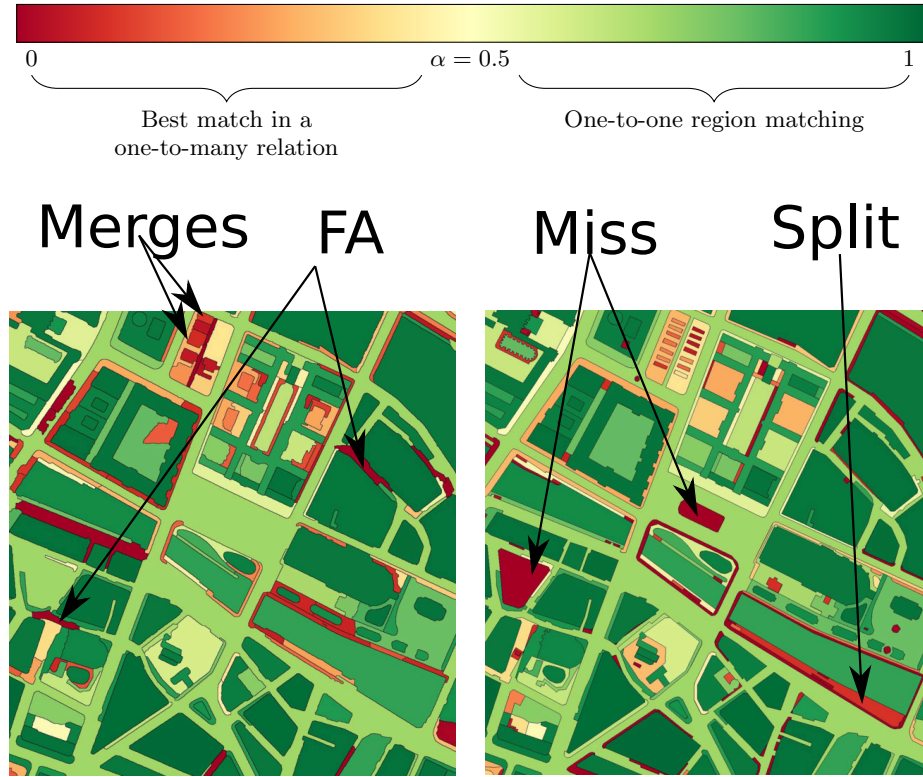 0 α = 0.5 1
Best match in a
one-to-many relation
One-to-one region matching
Merges FA Miss Split